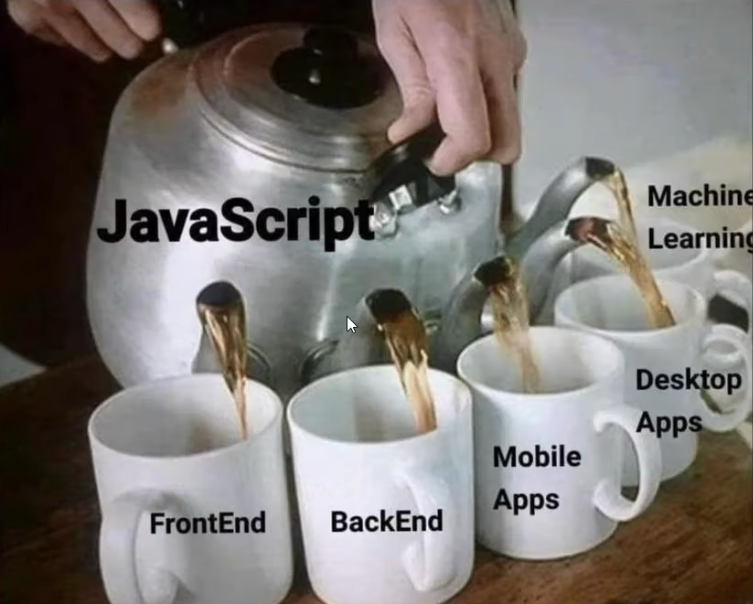 JavaScript
Machine
Learning
Desktop
Apps
Mobile
Apps
FrontEnd
BackEnd